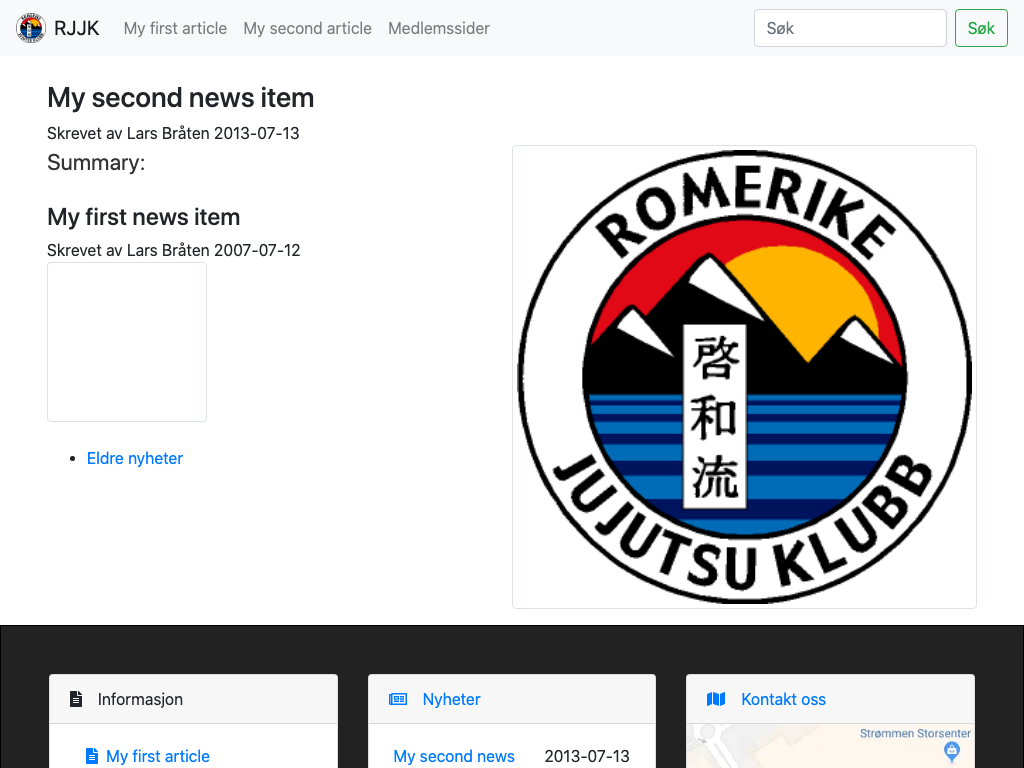 RJJK My first article My second article Medlemssider Søk Søk
My second news item
Skrevet av Lars Bråten 2013-07-13
Summary:
My first news item
Skrevet av Lars Bråten 2007-07-12
Eldre nyheter
ROMERIKE
啓
和
流
JUJUTSU KLUBB
Informasjon
My first article
Nyheter
My second news 2013-07-13
Kontakt oss
Strømmen Storsenter